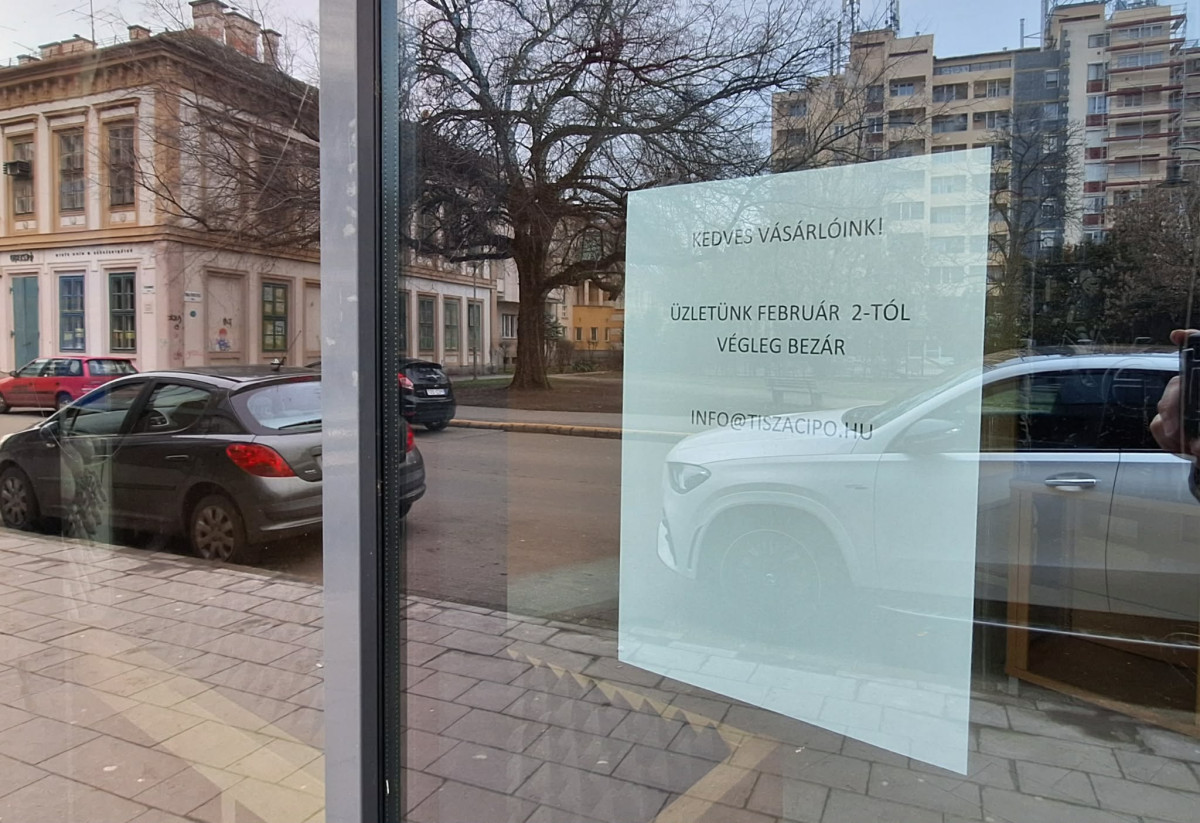 KEDVES VÁSÁRLÓINK!
ÜZLETÜNK FEBRUÁR 2-TÓL
VÉGLEG BEZÁR
INFO@TISZACIPO.HU